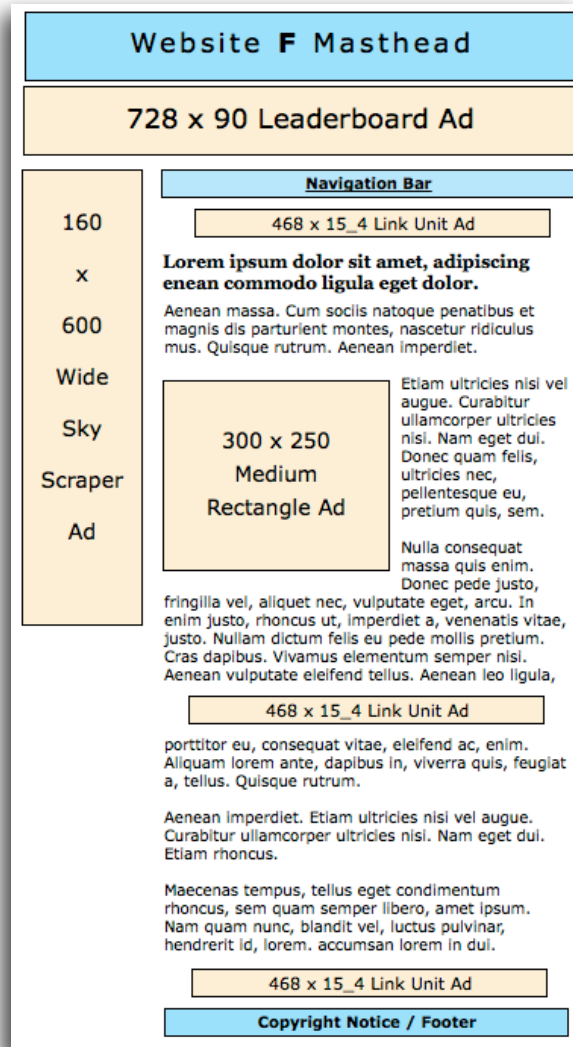 Website F Masthead
728 x 90 Leaderboard Ad
160
x
600
Wide
Sky
Scraper
Ad
Navigation Bar
468 x 15_4 Link Unit Ad
Lorem ipsum dolor sit amet, adipiscing
enean commodo ligula eget dolor.
Aenean massa. Cum sociis natoque penatibus et
magnis dis parturient montes, nascetur ridiculus
mus. Quisque rutrum. Aenean imperdiet.
300 x 250
Medium
Rectangle Ad
Etiam ultricies nisi vel
augue. Curabitur
ullamcorper ultricies
nisi. Nam eget dui.
Donec quam felis,
ultricies nec,
pellentesque eu,
pretium quis, sem.
Nulla consequat
massa quis enim.
Donec pede justo,
fringilla vel, aliquet nec, vulputate eget, arcu. In
enim justo, rhoncus ut, imperdiet a, venenatis vitae,
justo. Nullam dictum felis eu pede mollis pretium.
Cras dapibus. Vivamus elementum semper nisi.
Aenean vulputate eleifend tellus. Aenean leo ligula,
468 x 15_4 Link Unit Ad
porttitor eu, consequat vitae, eleifend ac, enim.
Aliquam lorem ante, dapibus in, viverra quis, feugiat
a, tellus. Quisque rutrum.
Aenean imperdiet. Etiam ultricies nisi vel augue.
Curabitur ullamcorper ultricies nisi. Nam eget dui.
Etiam rhoncus.
Maecenas tempus, tellus eget condimentum
rhoncus, sem quam semper libero, amet ipsum.
Nam quam nunc, blandit vel, luctus pulvinar,
hendrerit id, lorem. accumsan lorem in dui.
468 x 15_4 Link Unit Ad
Copyright Notice / Footer